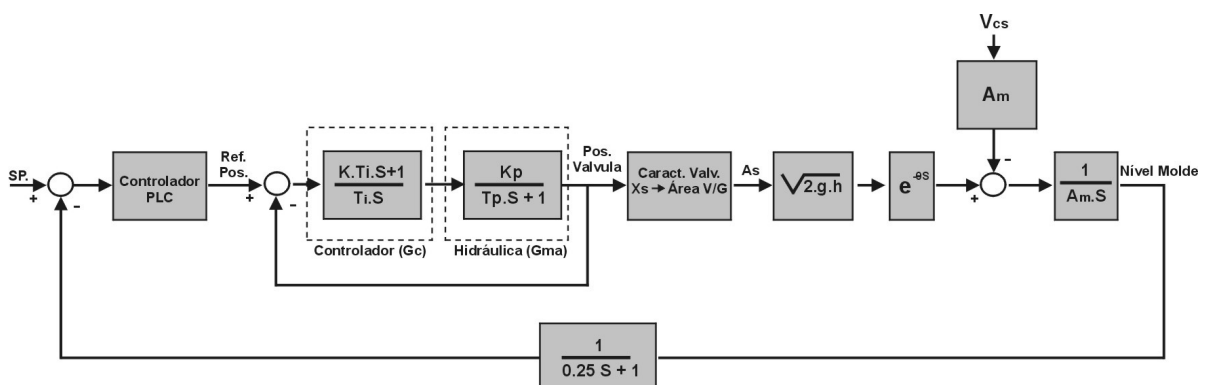 Vcs
Am
SP.
+
-
Controlador
PLC
Ref.
Pos.
+
-
K.Ti.S+1
Ti.S
Controlador (Gc)
Kp
Tp.S + 1
Hidráulica (Gma)
Pos.
Valvula
Caract. Valv.
Xs → Área V/G
As
√2.g.h
e^-θS
+
-
1
Am.S
Nível Molde
1
0.25 S + 1